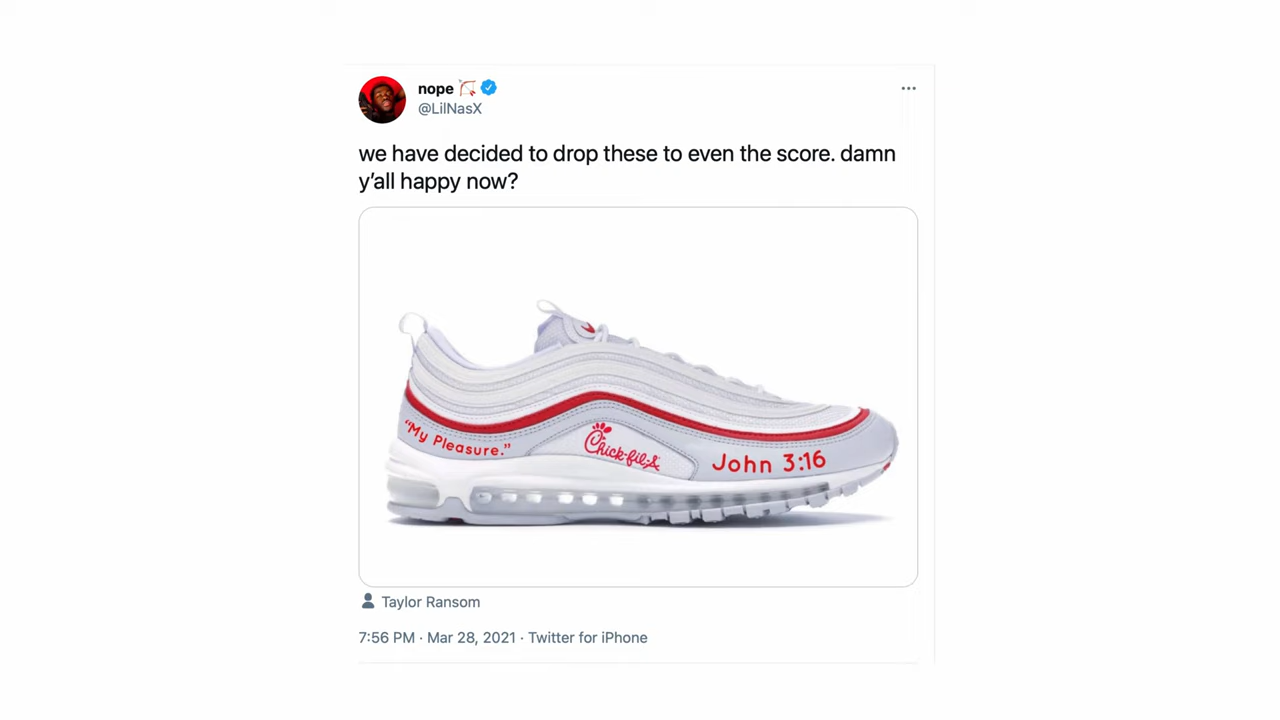 nope 🏹
@LilNasX
we have decided to drop these to even the score. damn
y'all happy now?
"My Pleasure."
Chick-fil-A
John 3:16
Taylor Ransom
7:56 PM · Mar 28, 2021 · Twitter for iPhone